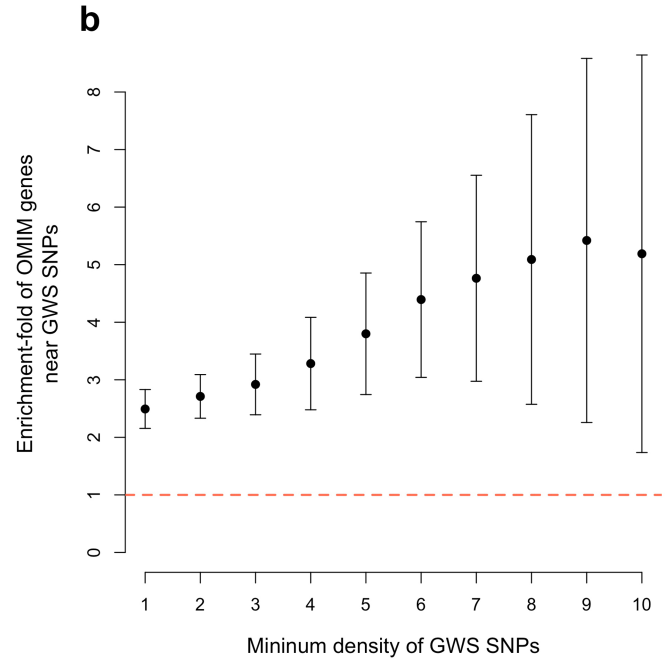 b
Enrichment-fold of OMIM genes
near GWS SNPs
8
7
6
5
4
3
2
1
0
1 2 3 4 5 6 7 8 9 10
Mininum density of GWS SNPs